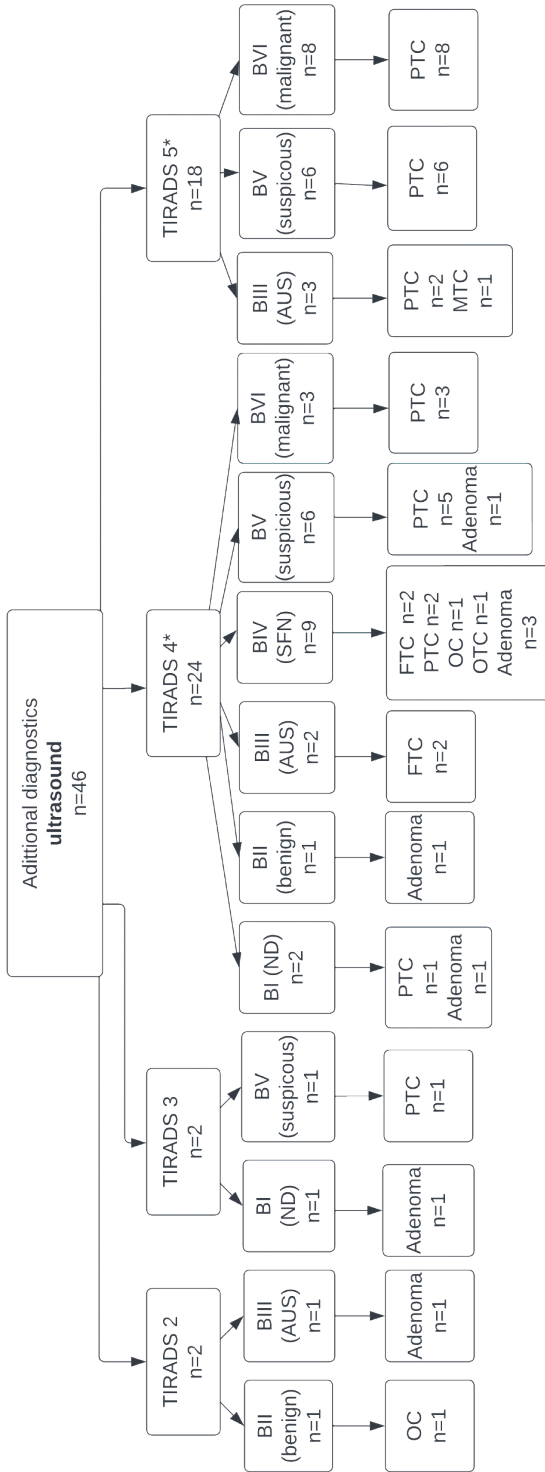 Adittional diagnostics
ultrasound
n=46
TIRADS 2
n=2
TIRADS 3
n=2
TIRADS 4*
n=24
TIRADS 5*
n=18
BII
(benign)
n=1
BIII
(AUS)
n=1
BI
(ND)
n=1
BV
(suspicous)
n=1
BI (ND)
n=2
BII
(benign)
n=1
BIII
(AUS)
n=2
BIV
(SFN)
n=9
BV
(suspicious)
n=6
BVI
(malignant)
n=3
BIII
(AUS)
n=3
BV
(suspicous)
n=6
BVI
(malignant)
n=8
OC
n=1
Adenoma
n=1
Adenoma
n=1
PTC
n=1
PTC
n=1
Adenoma
n=1
Adenoma
n=1
FTC
n=2
FTC n=2
PTC n=2
OC n=1
OTC n=1
Adenoma
n=3
PTC
n=5
Adenoma
n=1
PTC
n=3
PTC
n=2
MTC
n=1
PTC
n=6
PTC
n=8